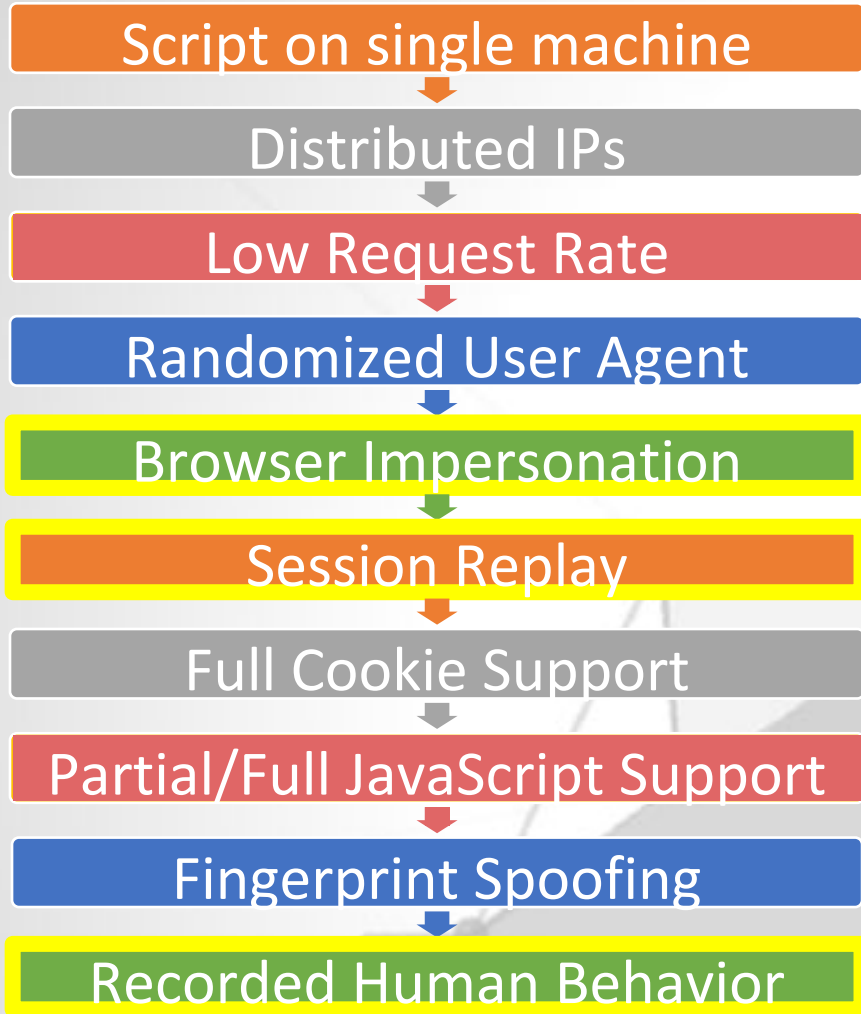 Script on single machine
Distributed IPs
Low Request Rate
Randomized User Agent
Browser Impersonation
Session Replay
Full Cookie Support
Partial/Full JavaScript Support
Fingerprint Spoofing
Recorded Human Behavior